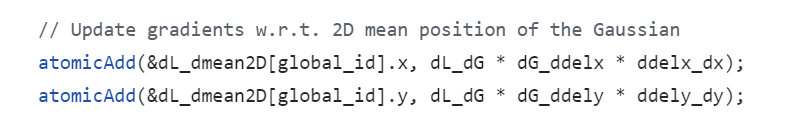 // Update gradients w.r.t. 2D mean position of the Gaussian
atomicAdd(&dL_dmean2D[global_id].x, dL_dG * dG_ddelx * ddelx_dx);
atomicAdd(&dL_dmean2D[global_id].y, dL_dG * dG_ddely * ddely_dy);